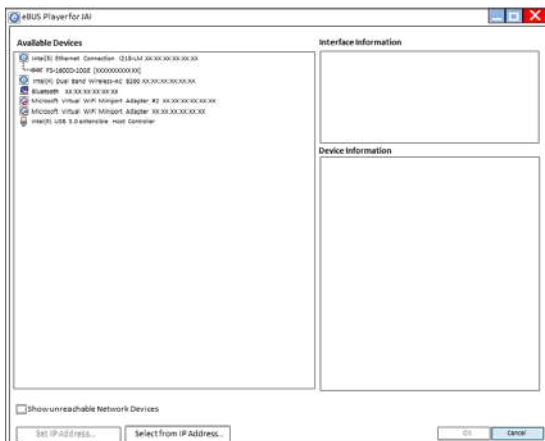 eBUS Player for JAI
Available Devices
Intel(R) Ethernet Connection I218-LM XX:XX:XX:XX:XX:XX
FS-1600D-10GE [XXXXXXXXXXXX]
Intel(R) Dual Band Wireless-AC 8260 XX:XX:XX:XX:XX:XX
Bluetooth XX:XX:XX:XX:XX:XX
Microsoft Virtual WiFi Miniport Adapter #2 XX:XX:XX:XX:XX:XX
Microsoft Virtual WiFi Miniport Adapter XX:XX:XX:XX:XX:XX
Intel(R) USB 3.0 eXtensible Host Controller
Interface Information
Device Information
Show unreachable Network Devices
Set IP Address...
Select from IP Address...
OK
Cancel